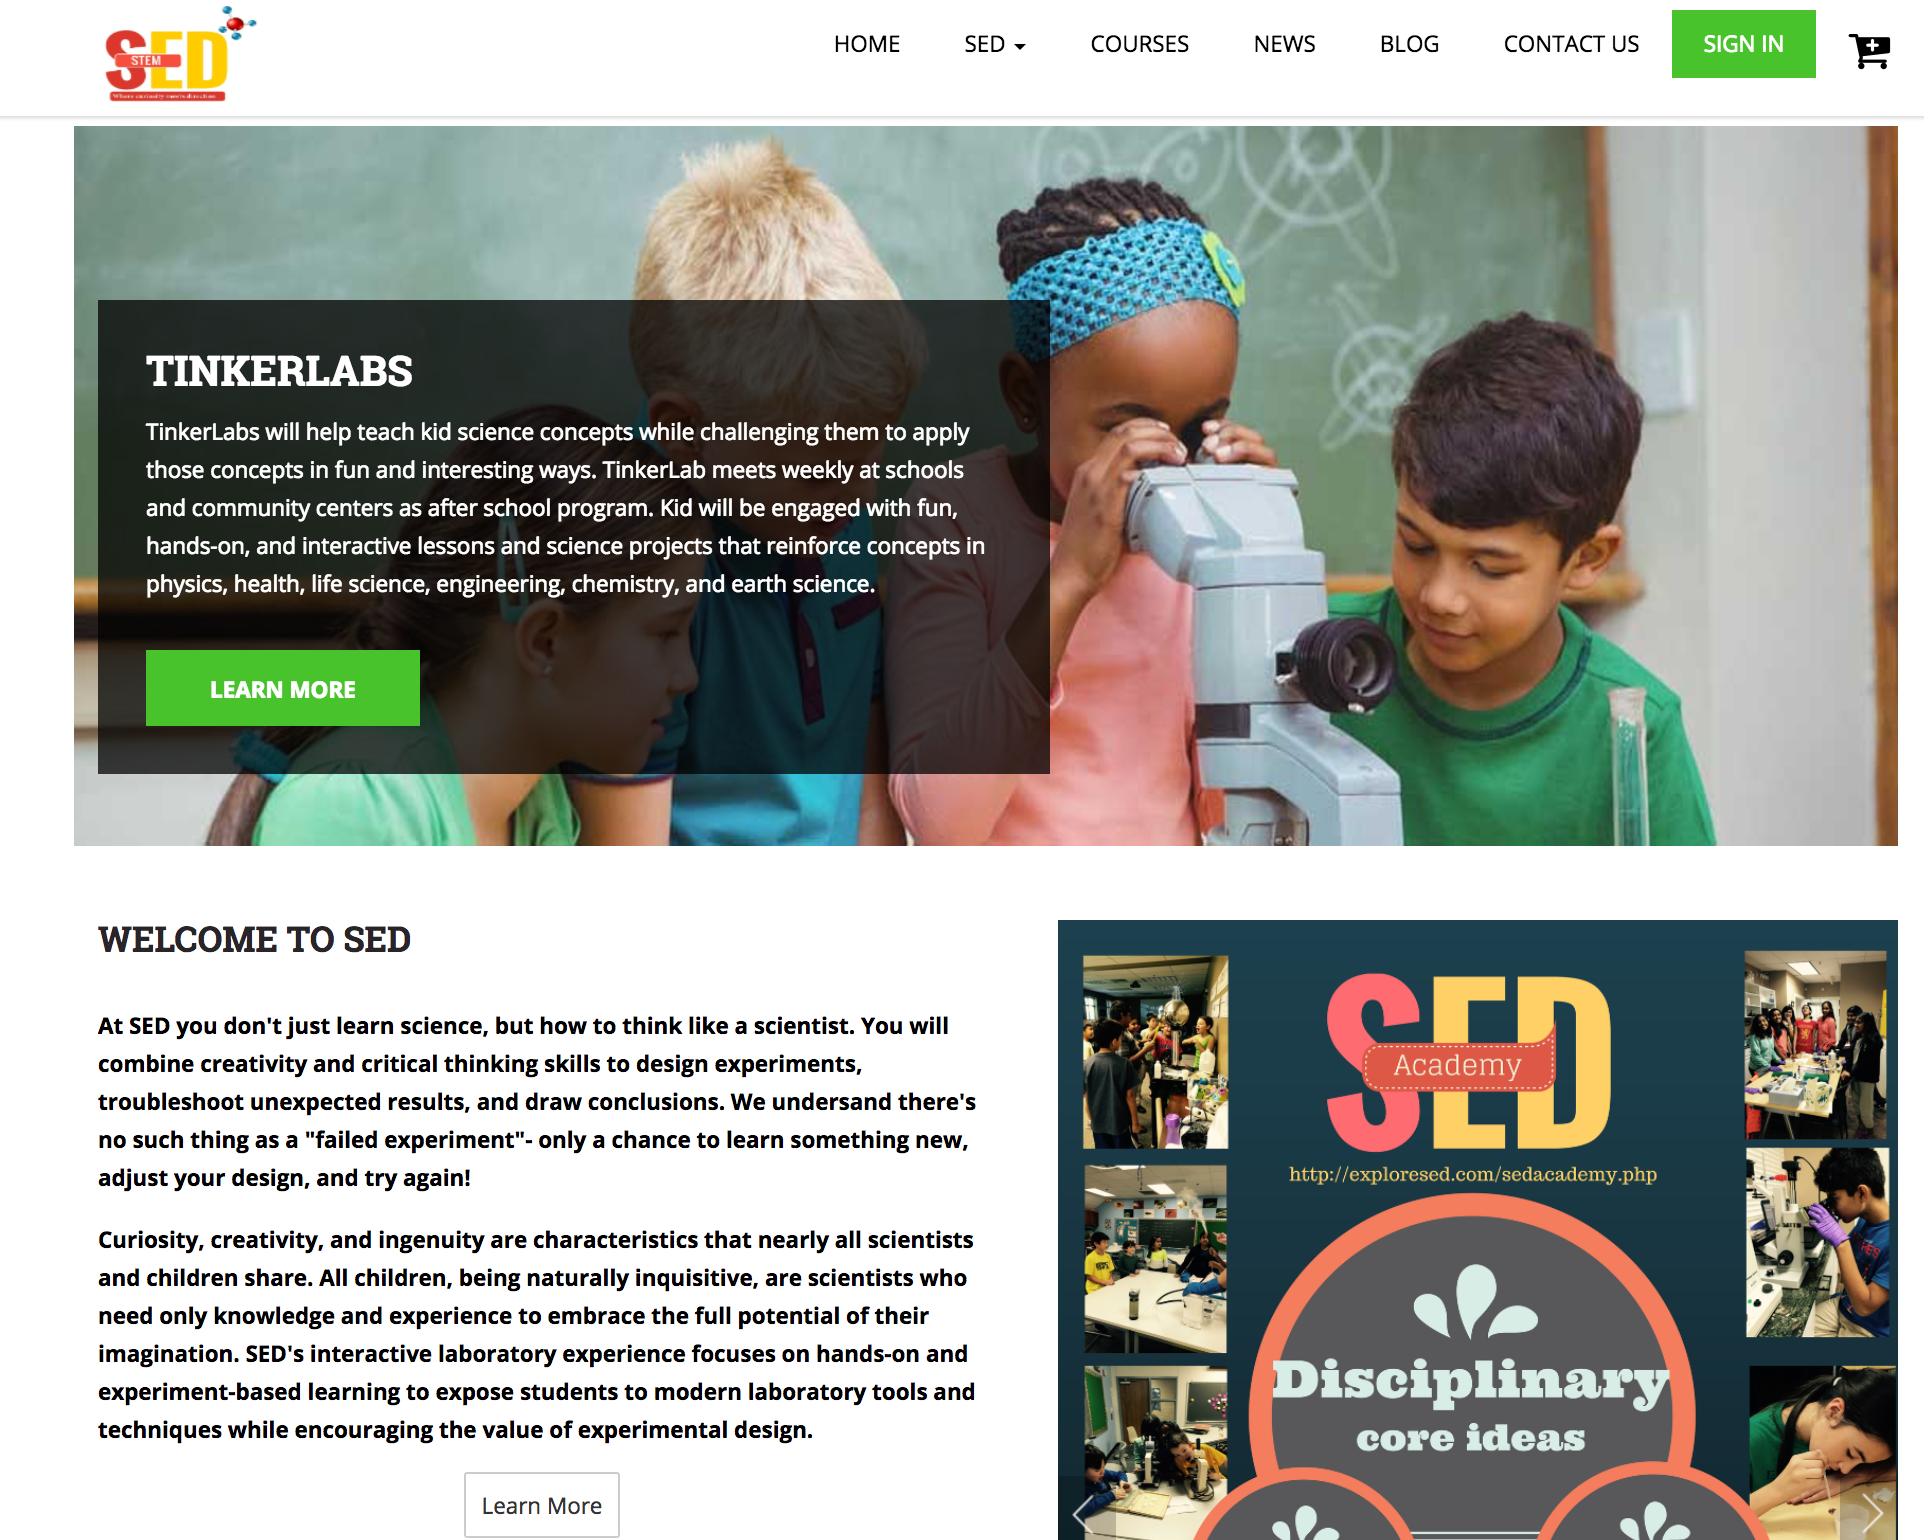 SED
STEM
Where curiosity meets direction
HOME
SED
COURSES
NEWS
BLOG
CONTACT US
SIGN IN
TINKERLABS
TinkerLabs will help teach kid science concepts while challenging them to apply
those concepts in fun and interesting ways. TinkerLab meets weekly at schools
and community centers as after school program. Kid will be engaged with fun,
hands-on, and interactive lessons and science projects that reinforce concepts in
physics, health, life science, engineering, chemistry, and earth science.
LEARN MORE
WELCOME TO SED
At SED you don't just learn science, but how to think like a scientist. You will
combine creativity and critical thinking skills to design experiments,
troubleshoot unexpected results, and draw conclusions. We undersand there's
no such thing as a "failed experiment"- only a chance to learn something new,
adjust your design, and try again!
Curiosity, creativity, and ingenuity are characteristics that nearly all scientists
and children share. All children, being naturally inquisitive, are scientists who
need only knowledge and experience to embrace the full potential of their
imagination. SED's interactive laboratory experience focuses on hands-on and
experiment-based learning to expose students to modern laboratory tools and
techniques while encouraging the value of experimental design.
Learn More
SED
Academy
http://exploresed.com/sedacademy.php
Disciplinary
core ideas